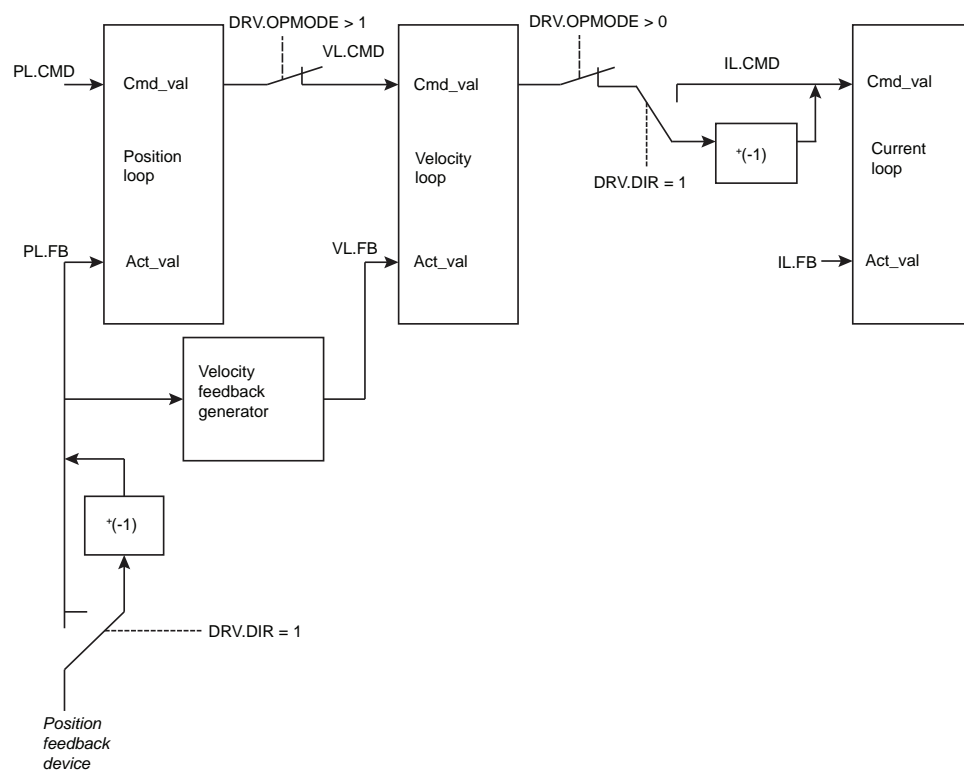 DRV.OPMODE > 1
DRV.OPMODE > 0
PL.CMD
VL.CMD
IL.CMD
Cmd_val
Cmd_val
Cmd_val
Position
loop
Velocity
loop
+(-1)
Current
loop
DRV.DIR = 1
PL.FB
VL.FB
IL.FB
Act_val
Act_val
Act_val
Velocity
feedback
generator
+(-1)
DRV.DIR = 1
Position
feedback
device